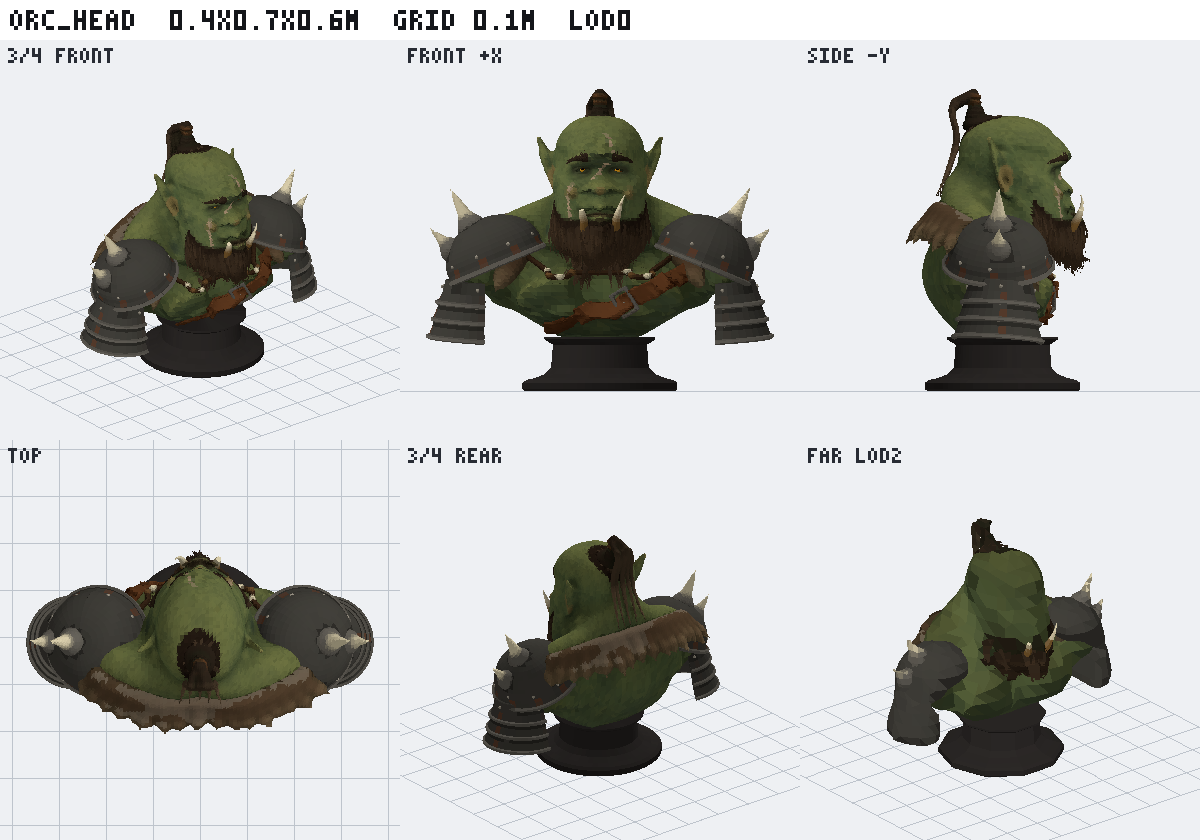 ORC_HEAD 0.4X0.7X0.6M GRID 0.1M LOD0
3/4 FRONT
FRONT +X
SIDE -Y
TOP
3/4 REAR
FAR LOD2